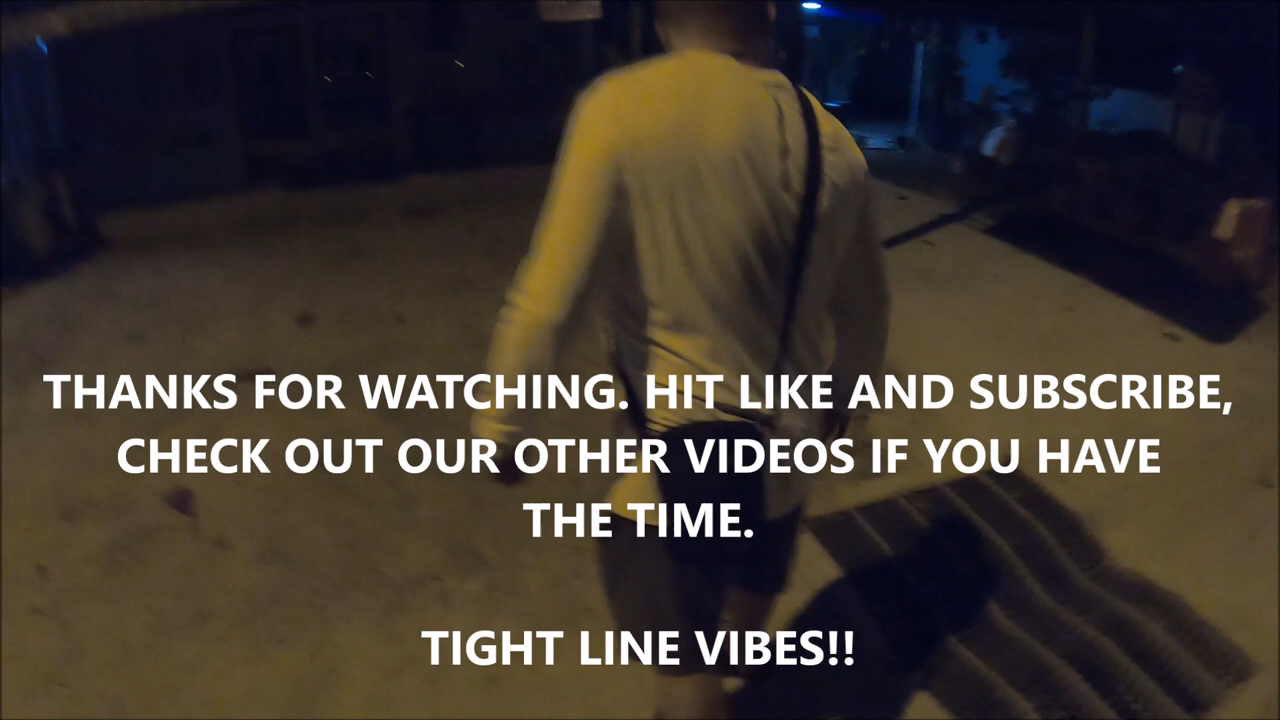 THANKS FOR WATCHING. HIT LIKE AND SUBSCRIBE,
CHECK OUT OUR OTHER VIDEOS IF YOU HAVE
THE TIME.
TIGHT LINE VIBES!!